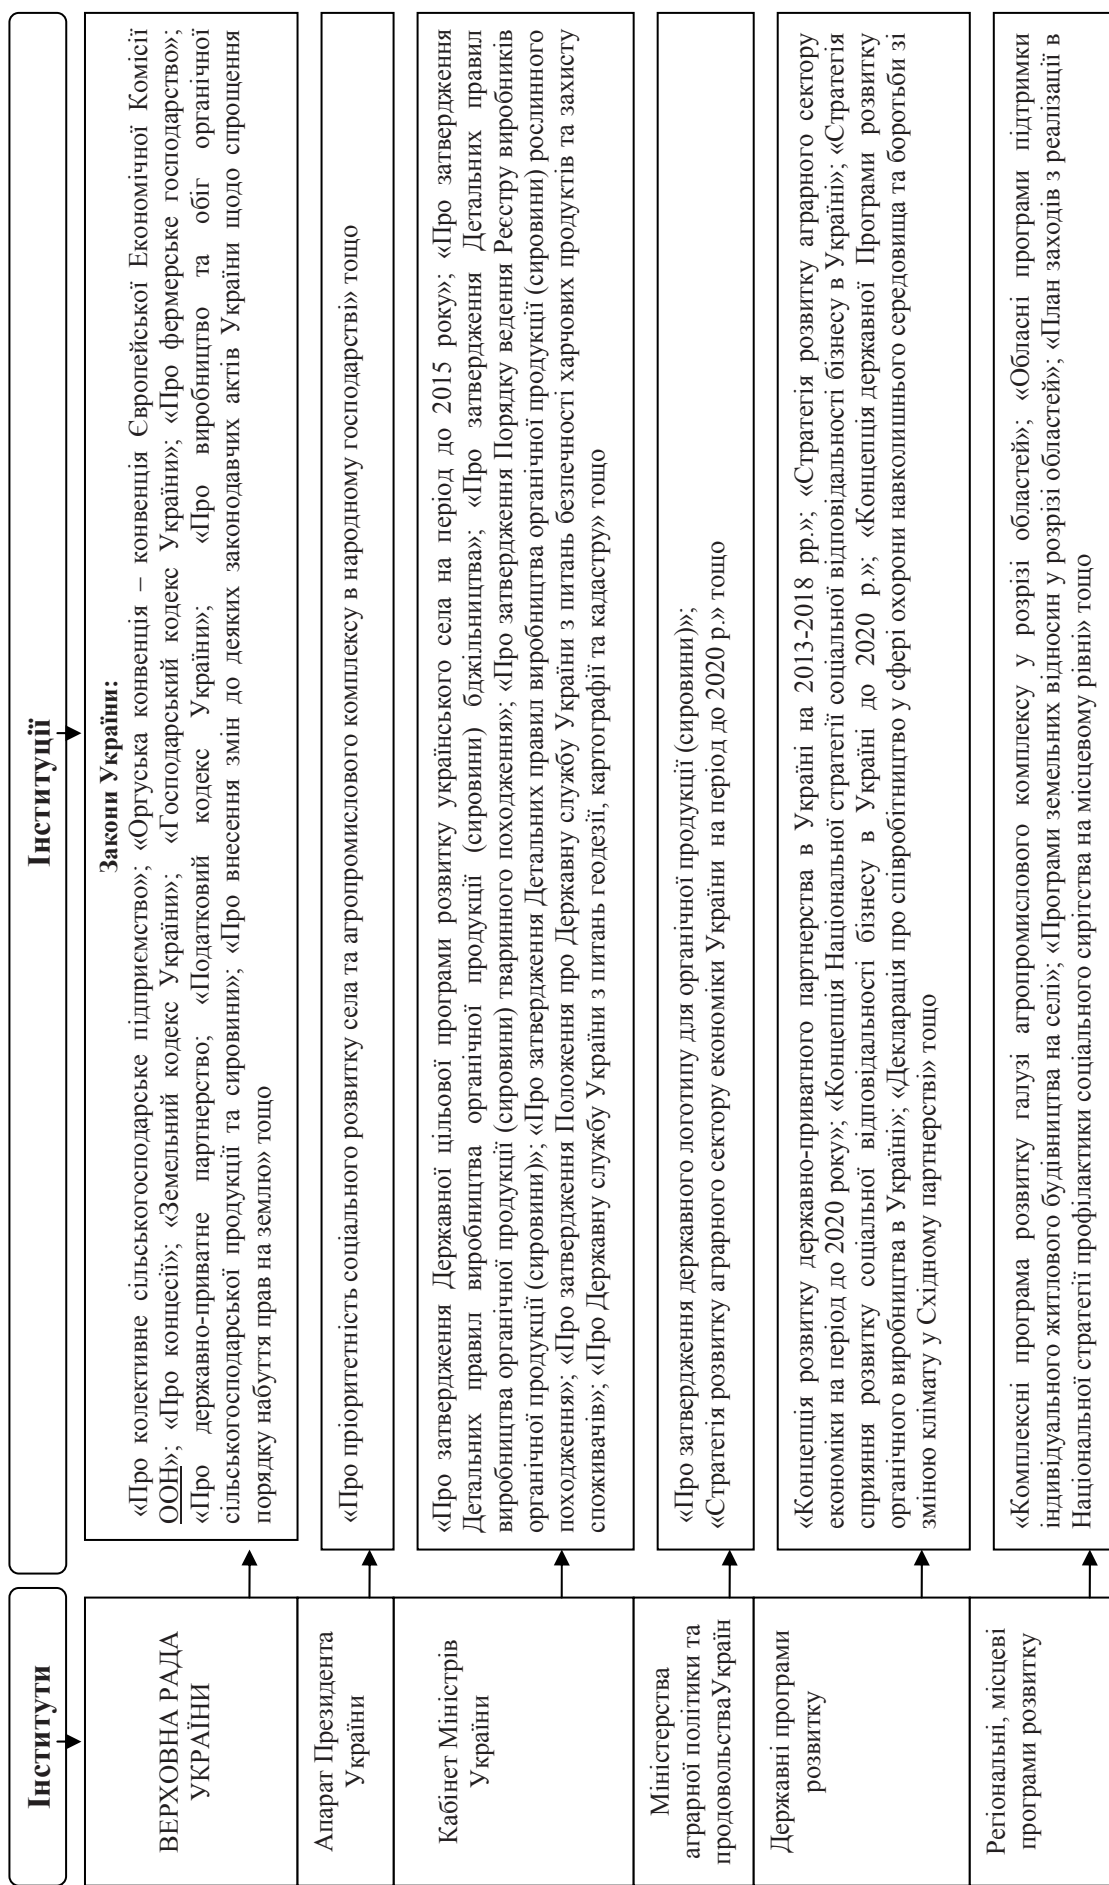 Інститути
Інституції
ВЕРХОВНА РАДА
УКРАЇНИ
Закони України:
«Про колективне сільськогосподарське підприємство»; «Оргуська конвенція – конвенція Європейської Економічної Комісії
ООН»; «Про концесії»; «Земельний кодекс України»; «Господарський кодекс України»; «Про фермерське господарство»;
«Про державно-приватне партнерство; «Податковий кодекс України»; «Про виробництво та обіг органічної
сільськогосподарської продукції та сировини»; «Про внесення змін до деяких законодавчих актів України щодо спрощення
порядку набуття прав на землю» тощо
Апарат Президента
України
«Про пріоритетність соціального розвитку села та агропромислового комплексу в народному господарстві» тощо
Кабінет Міністрів
України
«Про затвердження Державної цільової програми розвитку українського села на період до 2015 року»; «Про затвердження
Детальних правил виробництва органічної продукції (сировини) бджільництва»; «Про затвердження Детальних правил
виробництва органічної продукції (сировини) тваринного походження»; «Про затвердження Порядку ведення Реєстру виробників
органічної продукції (сировини)»; «Про затвердження Детальних правил виробництва органічної продукції (сировини) рослинного
походження»; «Про затвердження Положення про Державну службу України з питань безпечності харчових продуктів та захисту
споживачів»; «Про Державну службу України з питань геодезії, картографії та кадастру» тощо
Міністерства
аграрної політики та
продовольстваУкраїн
«Про затвердження державного логотипу для органічної продукції (сировини)»;
«Стратегія розвитку аграрного сектору економіки України на період до 2020 р.» тощо
Державні програми
розвитку
«Концепція розвитку державно-приватного партнерства в Україні на 2013-2018 рр.»; «Стратегія розвитку аграрного сектору
економіки на період до 2020 року»; «Концепція Національної стратегії соціальної відповідальності бізнесу в Україні»; «Стратегія
сприяння розвитку соціальної відповідальності бізнесу в Україні до 2020 р.»; «Концепція державної Програми розвитку
органічного виробництва в Україні»; «Декларація про співробітництво у сфері охорони навколишнього середовища та боротьби зі
зміною клімату у Східному партнерстві» тощо
Регіональні, місцеві
програми розвитку
«Комплексні програма розвитку галузі агропромислового комплексу у розрізі областей»; «Обласні програми підтримки
індивідуального житлового будівництва на селі»; «Програми земельних відносин у розрізі областей»; «План заходів з реалізації в
Національної стратегії профілактики соціального сирітства на місцевому рівні» тощо